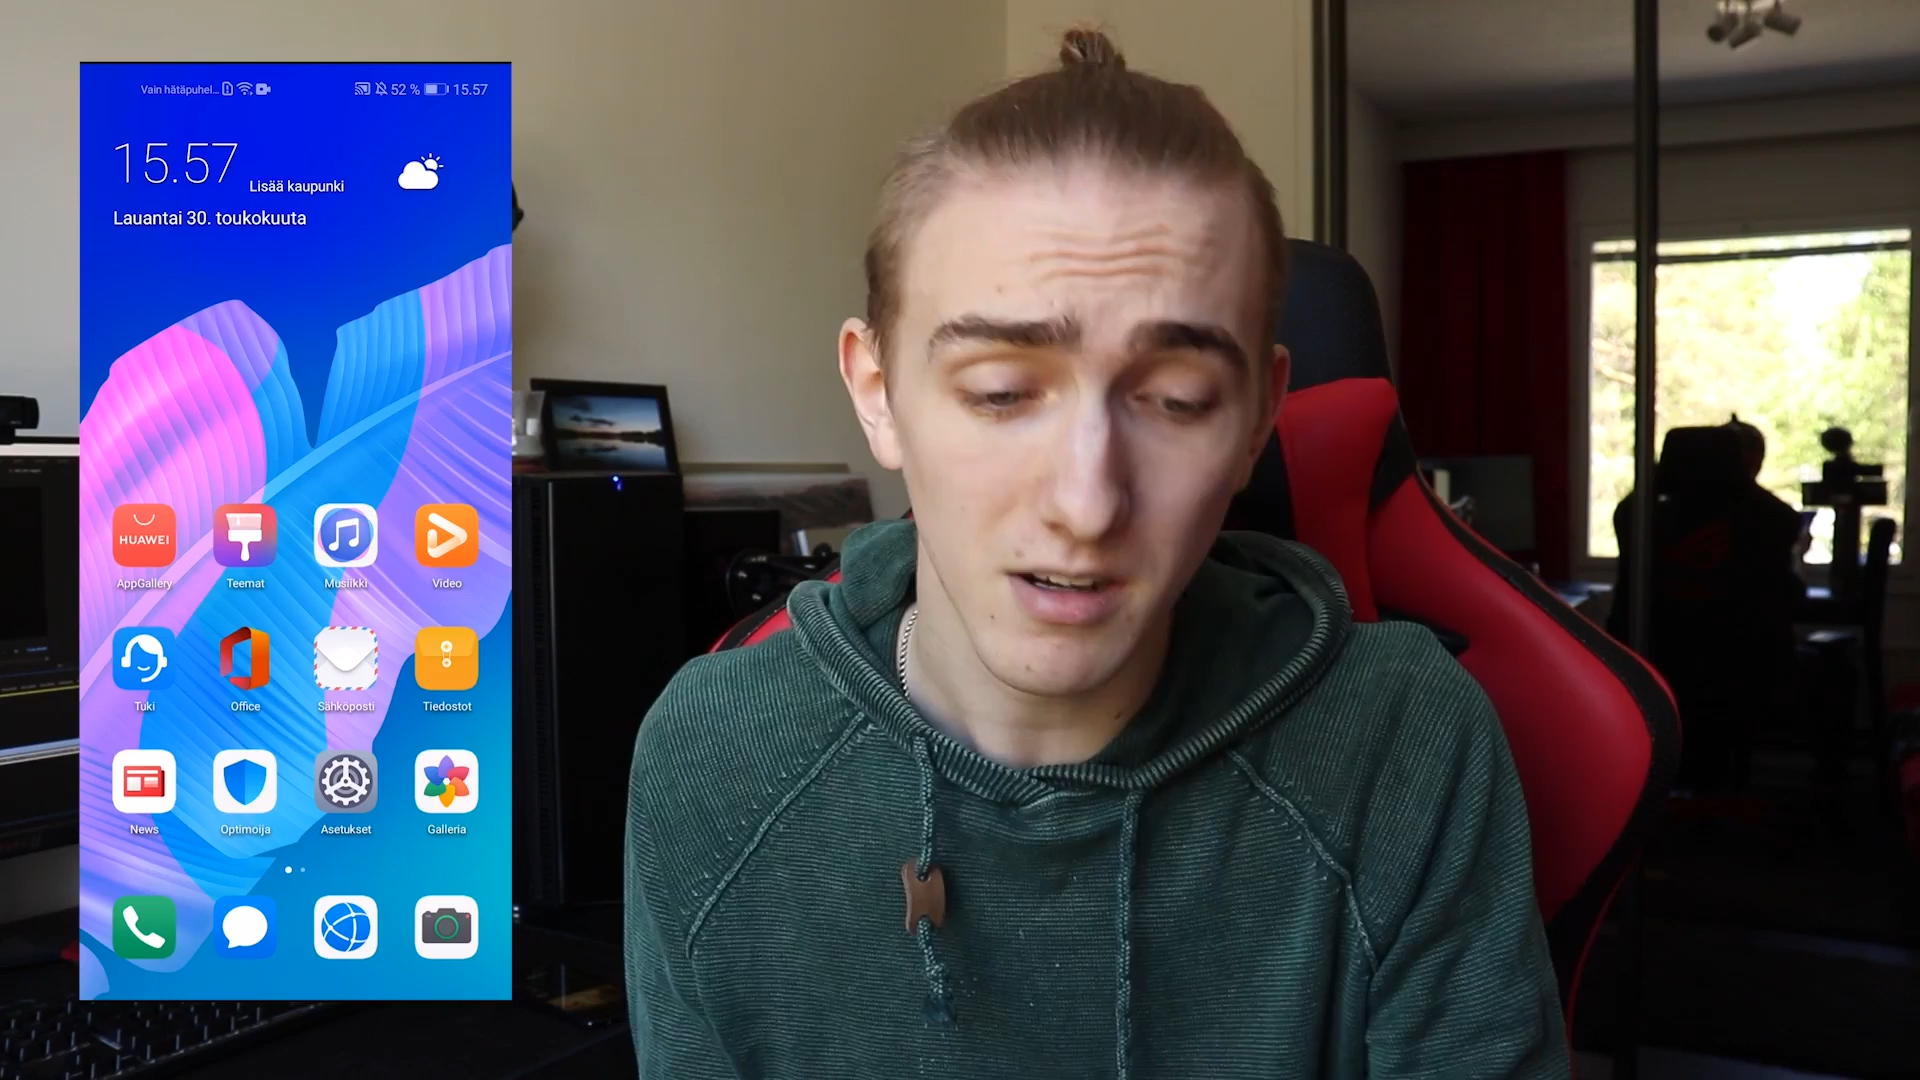 Vain hätäpuhel... 52 % 15.57
15.57 Lisää kaupunki
Lauantai 30. toukokuuta
HUAWEI
AppGallery Teemat Musiikki Video
Tuki Office Sähköposti Tiedostot
News Optimoija Asetukset Galleria